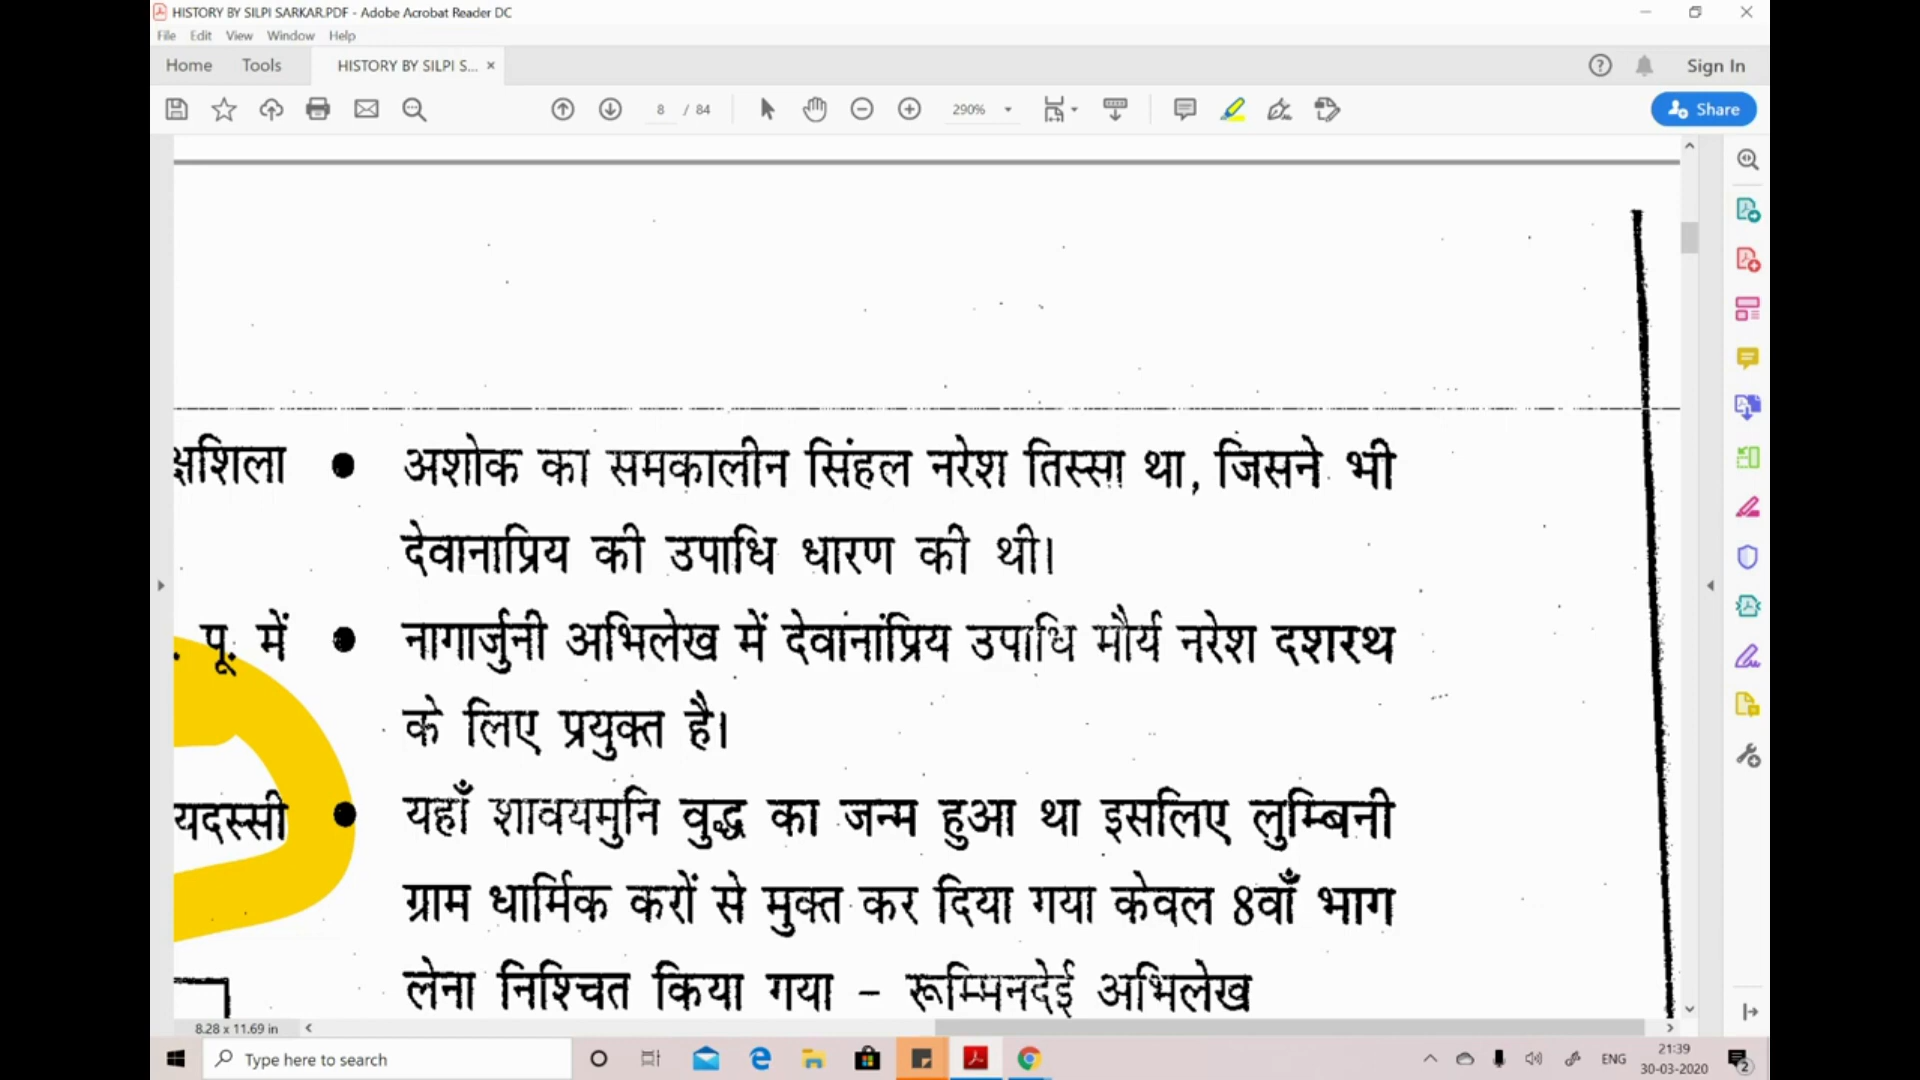 HISTORY BY SILPI SARKAR.PDF - Adobe Acrobat Reader DC
File Edit View Window Help
Home Tools HISTORY BY SILPI S... × Sign In
8 / 84 290% Share
क्षशिला ● अशोक का समकालीन सिंहल नरेश तिस्सा था, जिसने भी
देवानाप्रिय की उपाधि धारण की थी।
. पू. में ● नागार्जुनी अभिलेख में देवानांप्रिय उपाधि मौर्य नरेश दशरथ
के लिए प्रयुक्त है।
यदस्सी ● यहाँ शावयमुनि वुद्ध का जन्म हुआ था इसलिए लुम्बिनी
ग्राम धार्मिक करों से मुक्त कर दिया गया केवल 8वाँ भाग
लेना निश्चित किया गया – रूम्मिनदेई अभिलेख
8.28 x 11.69 in
Type here to search ENG 21:39
30-03-2020 2